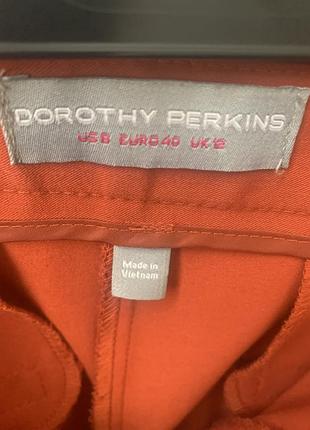 DOROTHY PERKINS
US8 EURO40 UK12
Made in
Vietnam